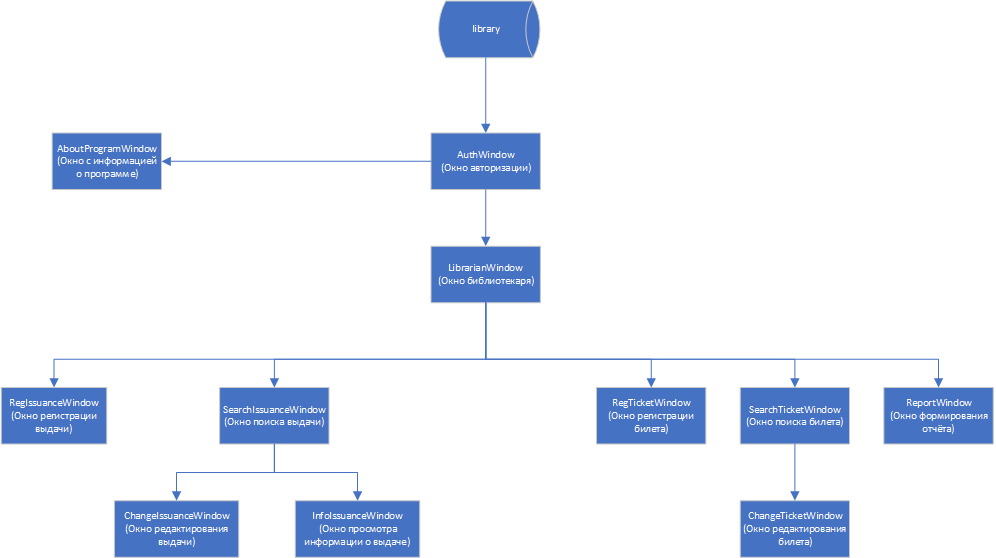 library
AboutProgramWindow
(Окно с информацией
о программе)
AuthWindow
(Окно авторизации)
LibrarianWindow
(Окно библиотекаря)
RegIssuanceWindow
(Окно регистрации
выдачи)
SearchIssuanceWindow
(Окно поиска выдачи)
RegTicketWindow
(Окно регистрации
билета)
SearchTicketWindow
(Окно поиска билета)
ReportWindow
(Окно формирования
отчёта)
ChangeIssuanceWindow
(Окно редактирования
выдачи)
InfoIssuanceWindow
(Окно просмотра
информации о выдаче)
ChangeTicketWindow
(Окно редактирования
билета)